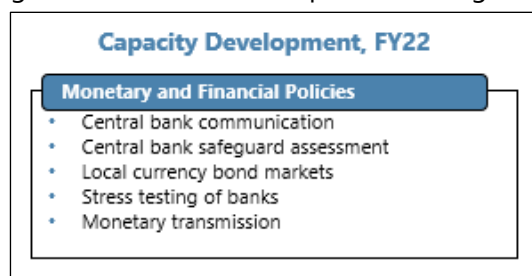 Capacity Development, FY22
Monetary and Financial Policies
• Central bank communication
• Central bank safeguard assessment
• Local currency bond markets
• Stress testing of banks
• Monetary transmission